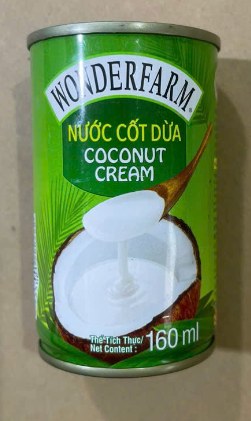 WONDERFARM®
NƯỚC CỐT DỪA
COCONUT
CREAM
Thể Tích Thực/
Net Content : 160 ml